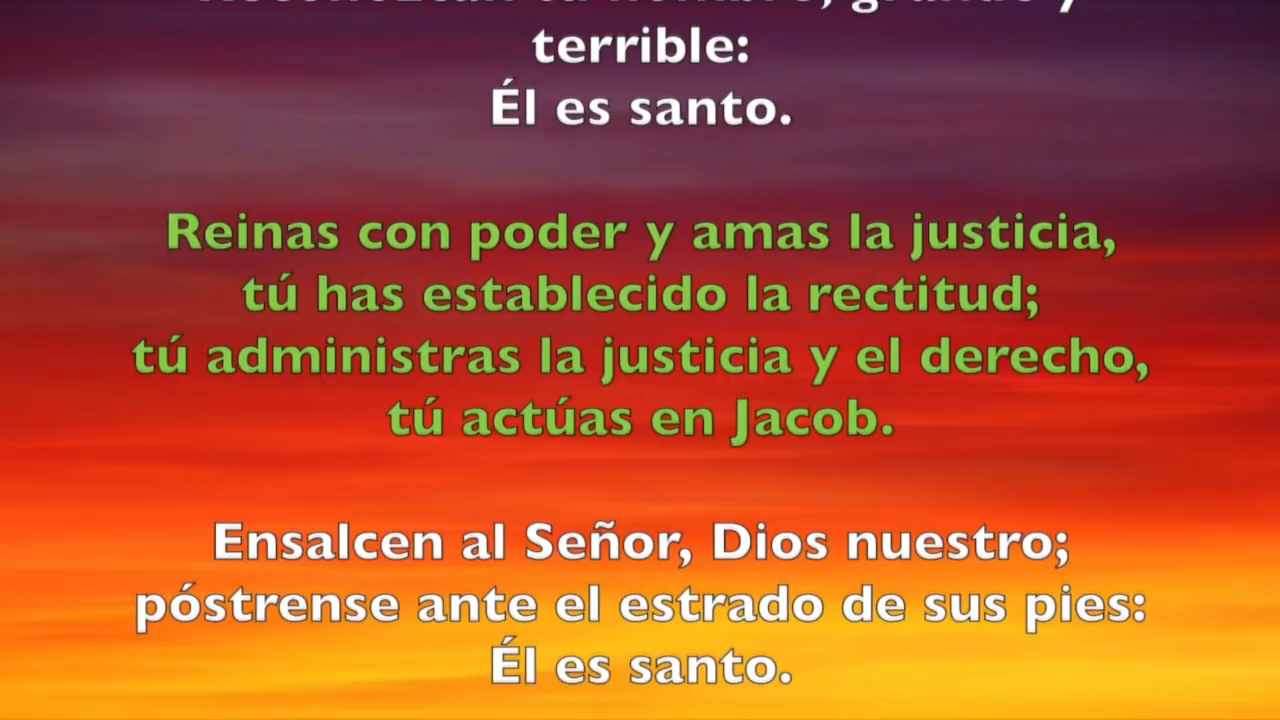 nombre, grande y
terrible:
Él es santo.
Reinas con poder y amas la justicia,
tú has establecido la rectitud;
tú administras la justicia y el derecho,
tú actúas en Jacob.
Ensalcen al Señor, Dios nuestro;
póstrense ante el estrado de sus pies:
Él es santo.